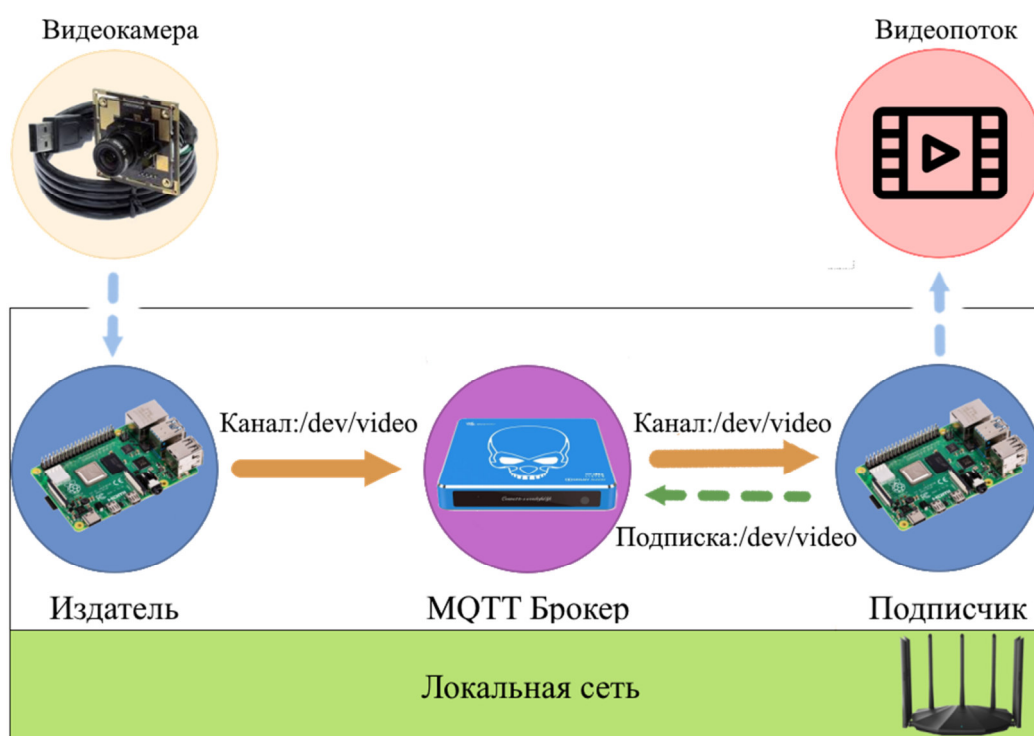 Видеокамера
Видеопоток
Канал:/dev/video
Канал:/dev/video
Подписка:/dev/video
Издатель
MQTT Брокер
Подписчик
Локальная сеть